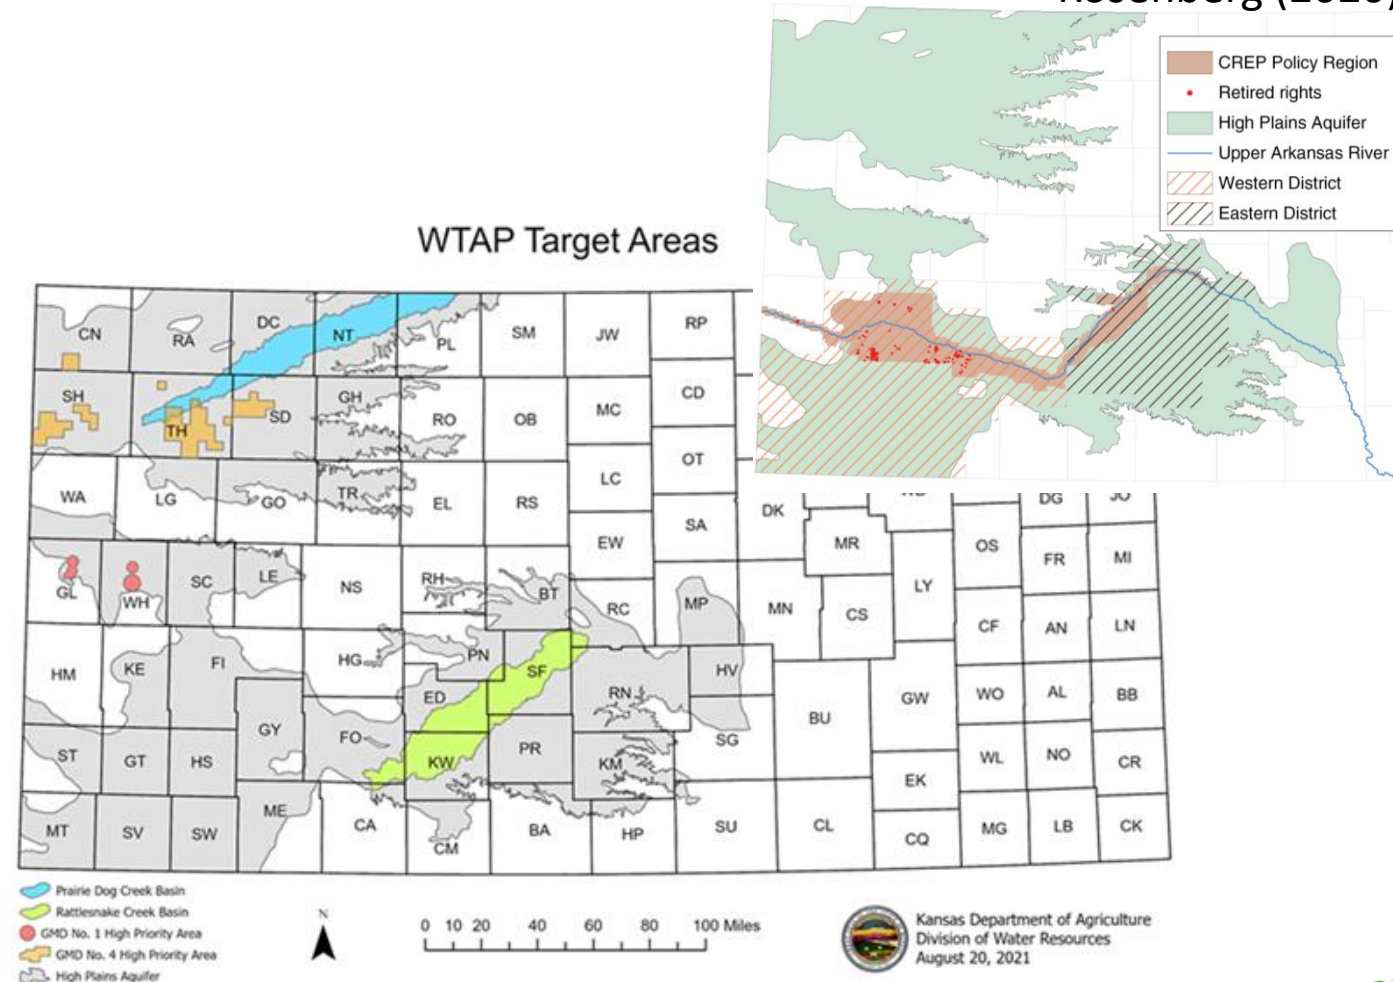 Rosenberg (2020)
CREP Policy Region
Retired rights
High Plains Aquifer
Upper Arkansas River
Western District
Eastern District
WTAP Target Areas
CN RA DC NT PL SM JW RP
SH TH SD GH RO OB MC CD
WA LG GO TR EL RS LC OT
GL WH SC LE NS RH BT EW SA DK MR DG JO
RC MP MN CS LY OS FR MI
HM KE FI HG PN SF CF AN LN
ED RN HV BU GW WO AL BB
ST GT HS GY FO KW PR KM SG EK WL NO CR
MT SV SW ME CA CM BA HP SU CL CQ MG LB CK
Prairie Dog Creek Basin
Rattlesnake Creek Basin
GMD No. 1 High Priority Area
GMD No. 4 High Priority Area
High Plains Aquifer
N
0 10 20 40 60 80 100 Miles
Kansas Department of Agriculture
Division of Water Resources
August 20, 2021